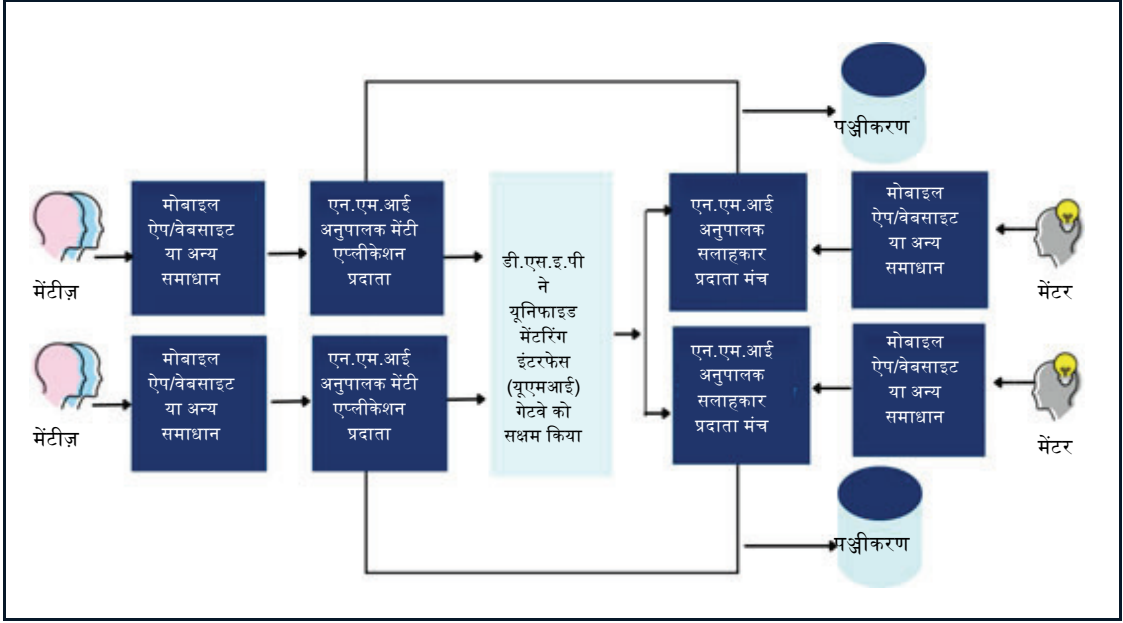 पञ्जीकरण
मेंटीज़
मोबाइल
ऐप/वेबसाइट
या अन्य
समाधान
एन.एम.आई
अनुपालक मेंटी
एप्लीकेशन
प्रदाता
डी.एस.इ.पी
ने
यूनिफाइड
मेंटरिंग
इंटरफेस
(यूएमआई)
गेटवे को
सक्षम किया
एन.एम.आई
अनुपालक
सलाहकार
प्रदाता मंच
मोबाइल
ऐप/वेबसाइट
या अन्य
समाधान
मेंटर
मेंटीज़
मोबाइल
ऐप/वेबसाइट
या अन्य
समाधान
एन.एम.आई
अनुपालक मेंटी
एप्लीकेशन
प्रदाता
एन.एम.आई
अनुपालक
सलाहकार
प्रदाता मंच
मोबाइल
ऐप/वेबसाइट
या अन्य
समाधान
मेंटर
पञ्जीकरण